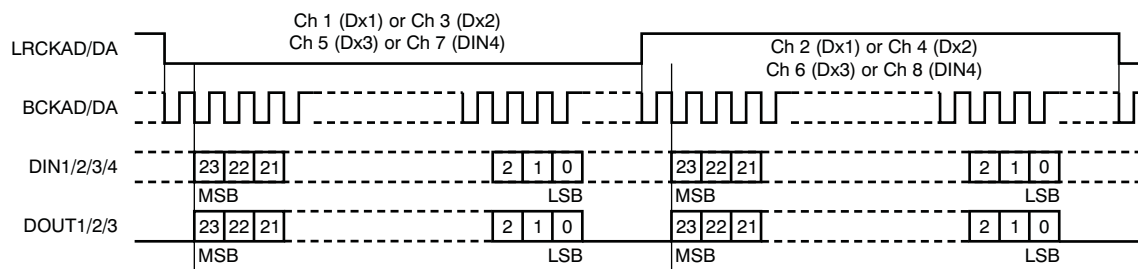 Ch 1 (Dx1) or Ch 3 (Dx2)
Ch 5 (Dx3) or Ch 7 (DIN4)
LRCKAD/DA
Ch 2 (Dx1) or Ch 4 (Dx2)
Ch 6 (Dx3) or Ch 8 (DIN4)
BCKAD/DA
DIN1/2/3/4 23 22 21 2 1 0 23 22 21 2 1 0
MSB LSB MSB LSB
DOUT1/2/3 23 22 21 2 1 0 23 22 21 2 1 0
MSB LSB MSB LSB